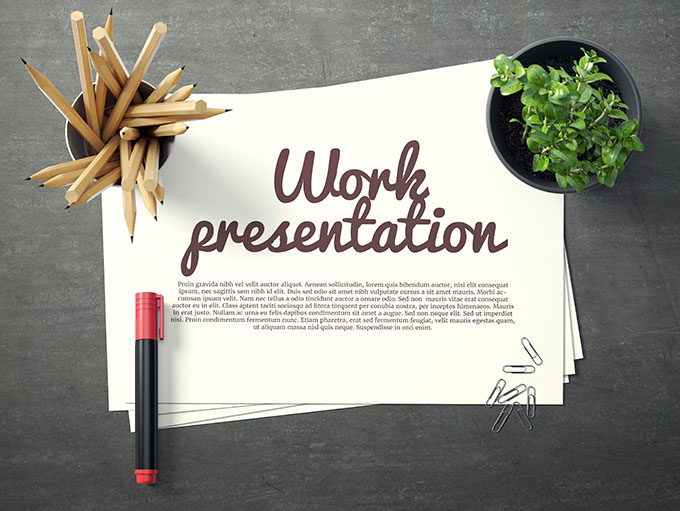 Work
presentation
Proin gravida nibh vel velit auctor aliquet. Aenean sollicitudin, lorem quis bibendum auctor, nisi elit consequat
ipsum, nec sagittis sem nibh id elit. Duis sed odio sit amet nibh vulputate cursus a sit amet mauris. Morbi ac-
cumsan ipsum velit. Nam nec tellus a odio tincidunt auctor a ornare odio. Sed non mauris vitae erat consequat
auctor eu in elit. Class aptent taciti sociosqu ad litora torquent per conubia nostra, per inceptos himenaeos. Mauris
in erat justo. Nullam ac urna eu felis dapibus condimentum sit amet a augue. Sed non neque elit. Sed ut imperdiet
nisi. Proin condimentum fermentum nunc. Etiam pharetra, erat sed fermentum feugiat, velit mauris egestas quam,
ut aliquam massa nisl quis neque. Suspendisse in orci enim.